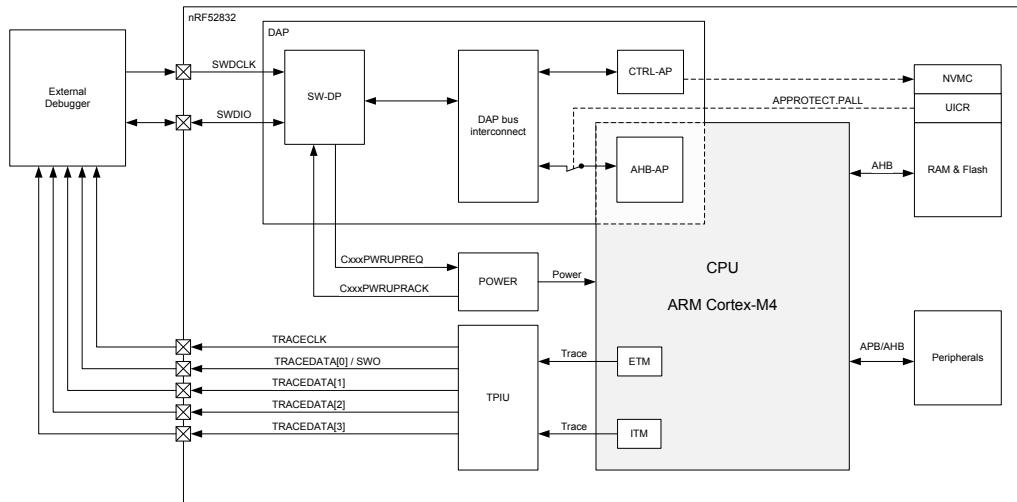 nRF52832
DAP
External
Debugger
SWDCLK
SWDIO
SW-DP
DAP bus
interconnect
CTRL-AP
APPROTECT.PALL
AHB-AP
NVMC
UICR
RAM & Flash
AHB
CxxxPWRUPREQ
CxxxPWRUPRACK
POWER
Power
CPU
ARM Cortex-M4
TRACECLK
TRACEDATA[0] / SWO
TRACEDATA[1]
TRACEDATA[2]
TRACEDATA[3]
TPIU
Trace
ETM
Trace
ITM
APB/AHB
Peripherals